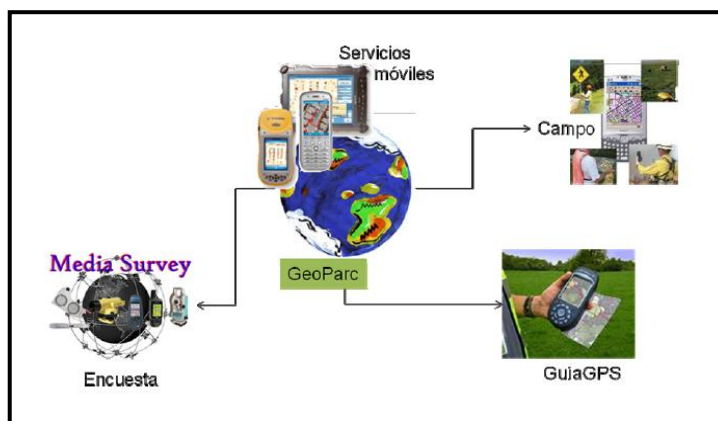 Servicios
móviles
Campo
Media Survey
GeoParc
Encuesta
GuiaGPS